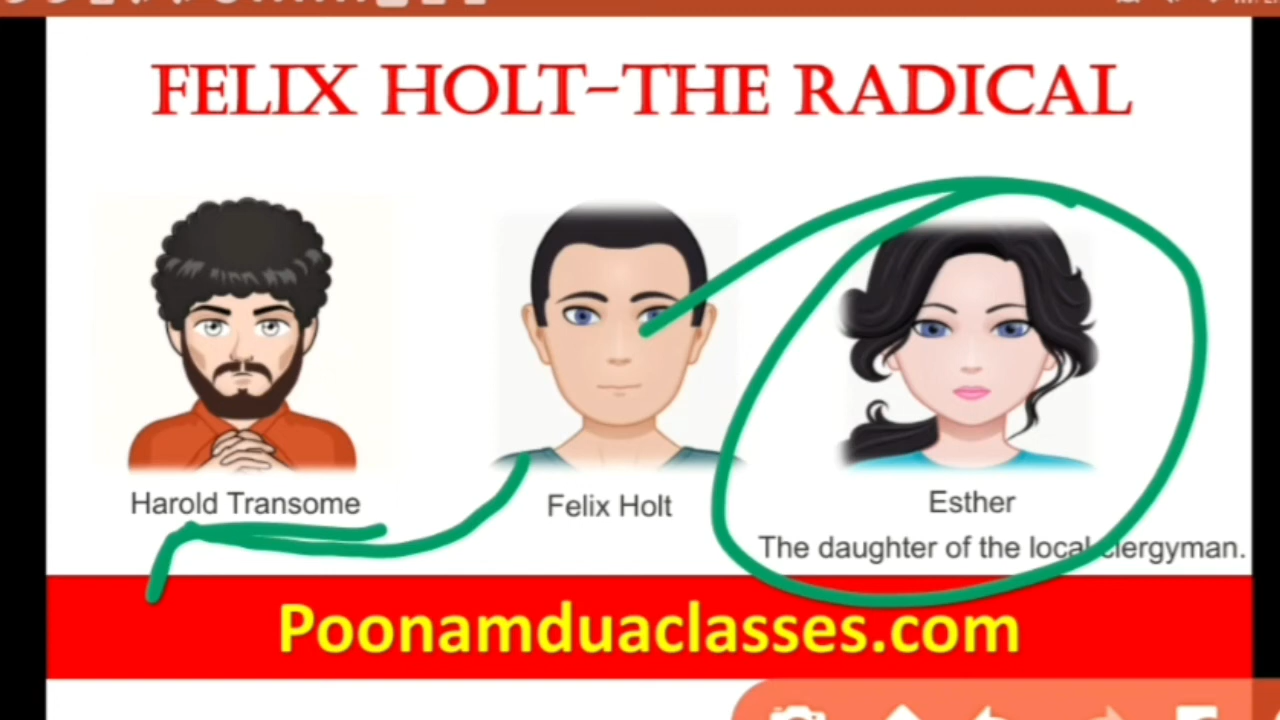 FELIX HOLT-THE RADICAL
Harold Transome
Felix Holt
Esther
The daughter of the local clergyman.
Poonamduaclasses.com